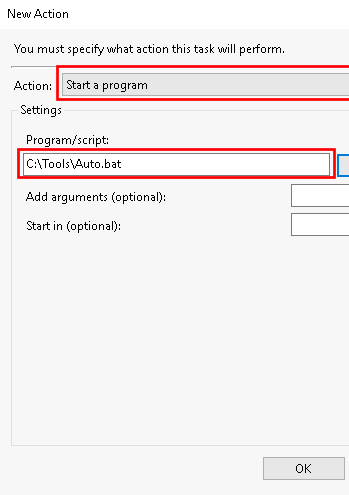 New Action
You must specify what action this task will perform.
Action: Start a program
Settings
Program/script:
C:\Tools\Auto.bat
Add arguments (optional):
Start in (optional):
OK